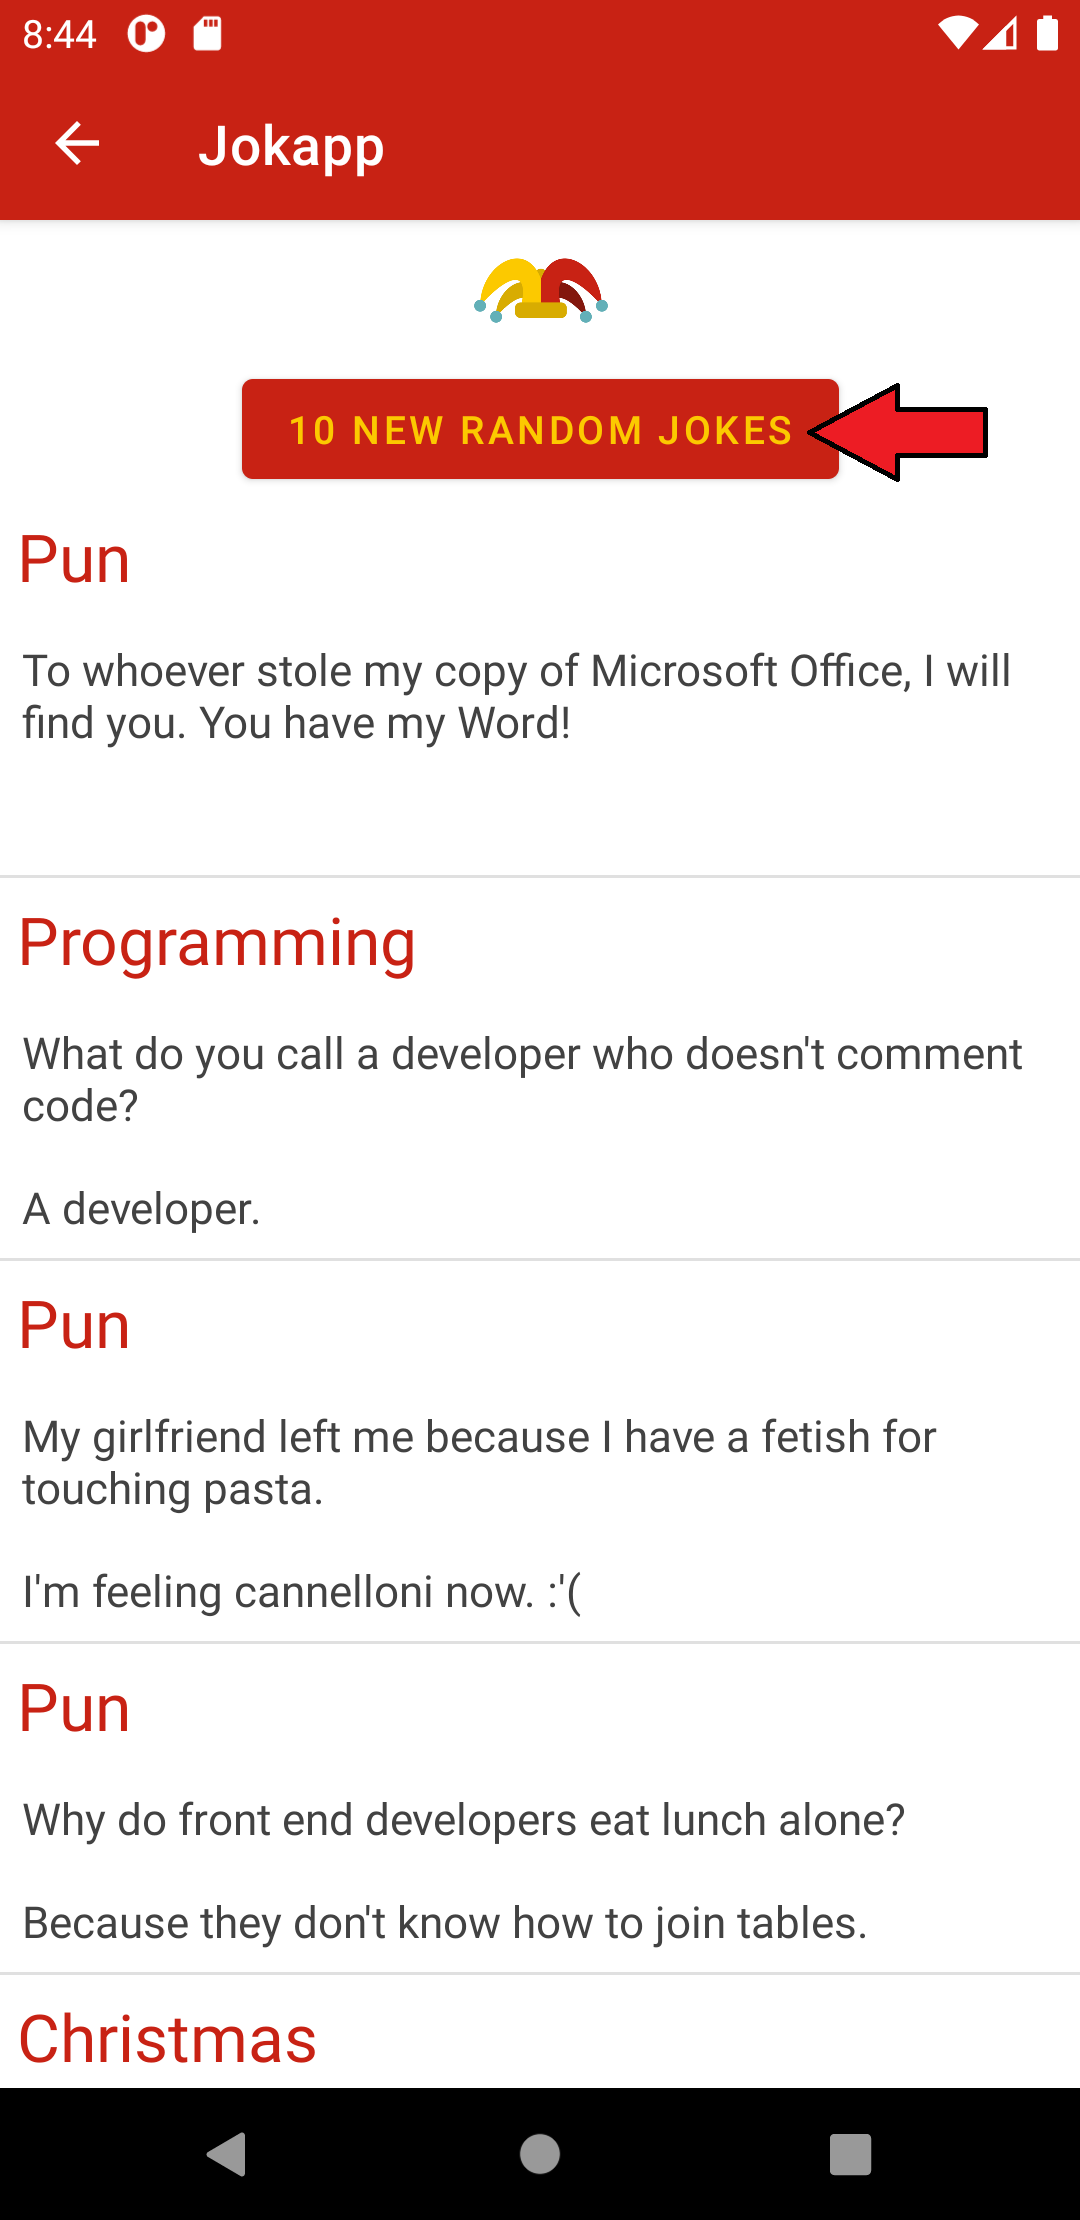 8:44
Jokapp
10 NEW RANDOM JOKES
Pun
To whoever stole my copy of Microsoft Office, I will
find you. You have my Word!
Programming
What do you call a developer who doesn't comment
code?
A developer.
Pun
My girlfriend left me because I have a fetish for
touching pasta.
I'm feeling cannelloni now. :'(
Pun
Why do front end developers eat lunch alone?
Because they don't know how to join tables.
Christmas